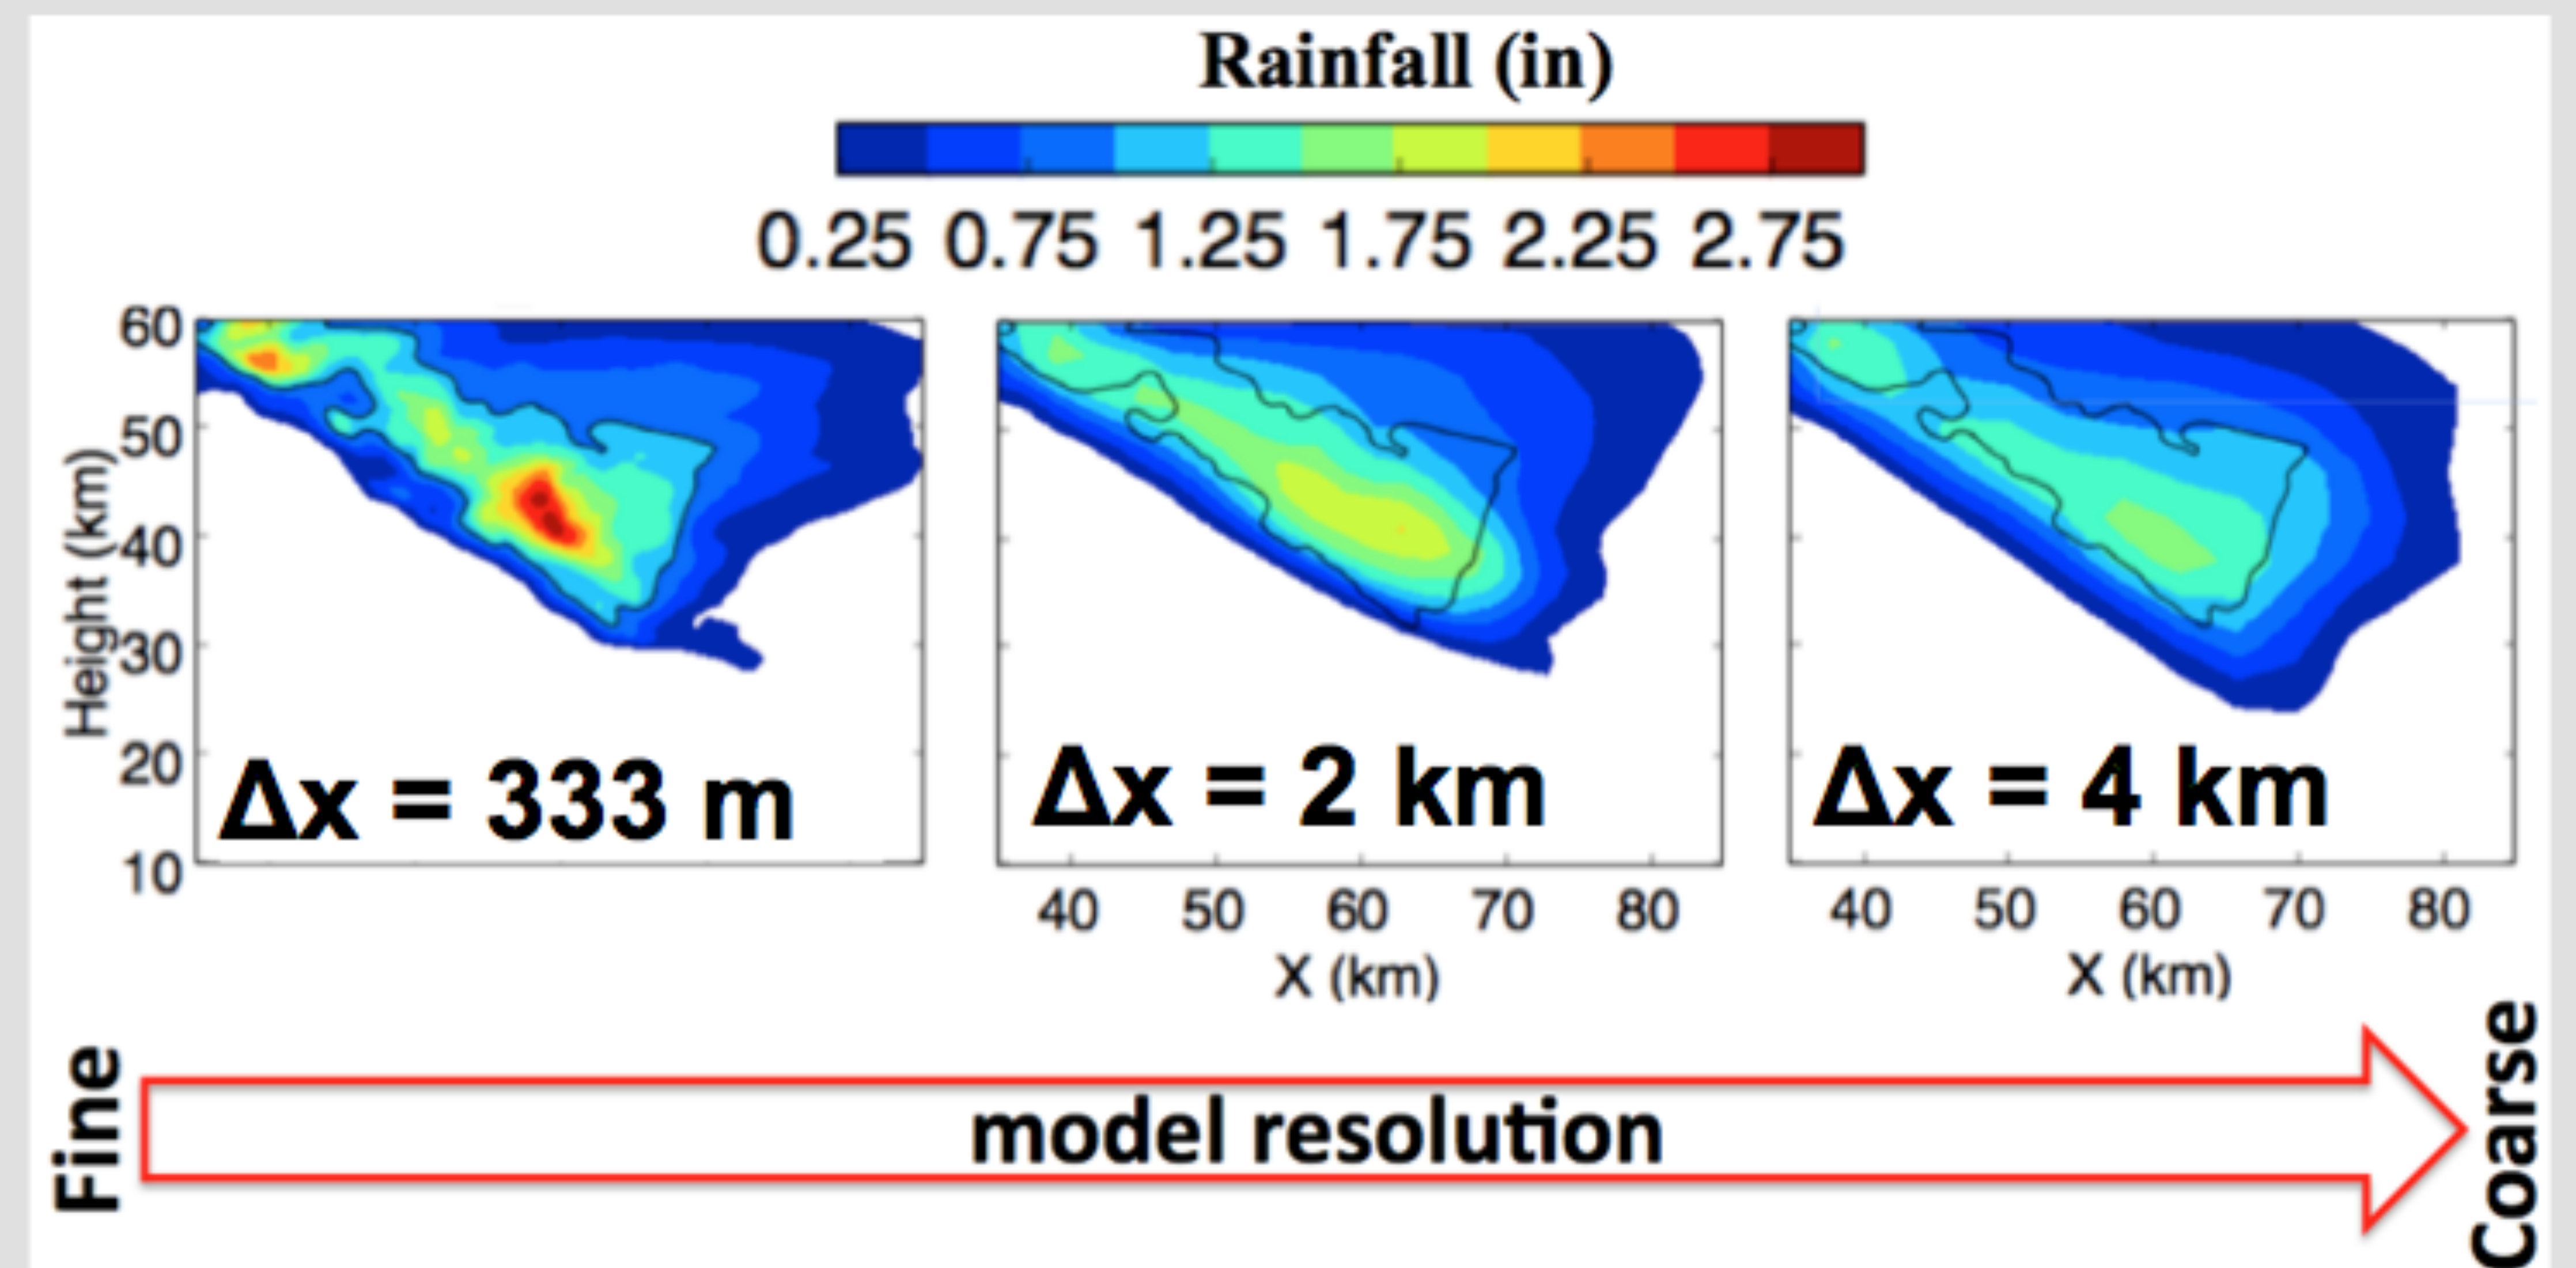 Rainfall (in)
0.25 0.75 1.25 1.75 2.25 2.75
60
50
40
30
20
10
Height (km)
Δx = 333 m
Δx = 2 km
Δx = 4 km
40 50 60 70 80
X (km)
40 50 60 70 80
X (km)
Fine
model resolution
Coarse